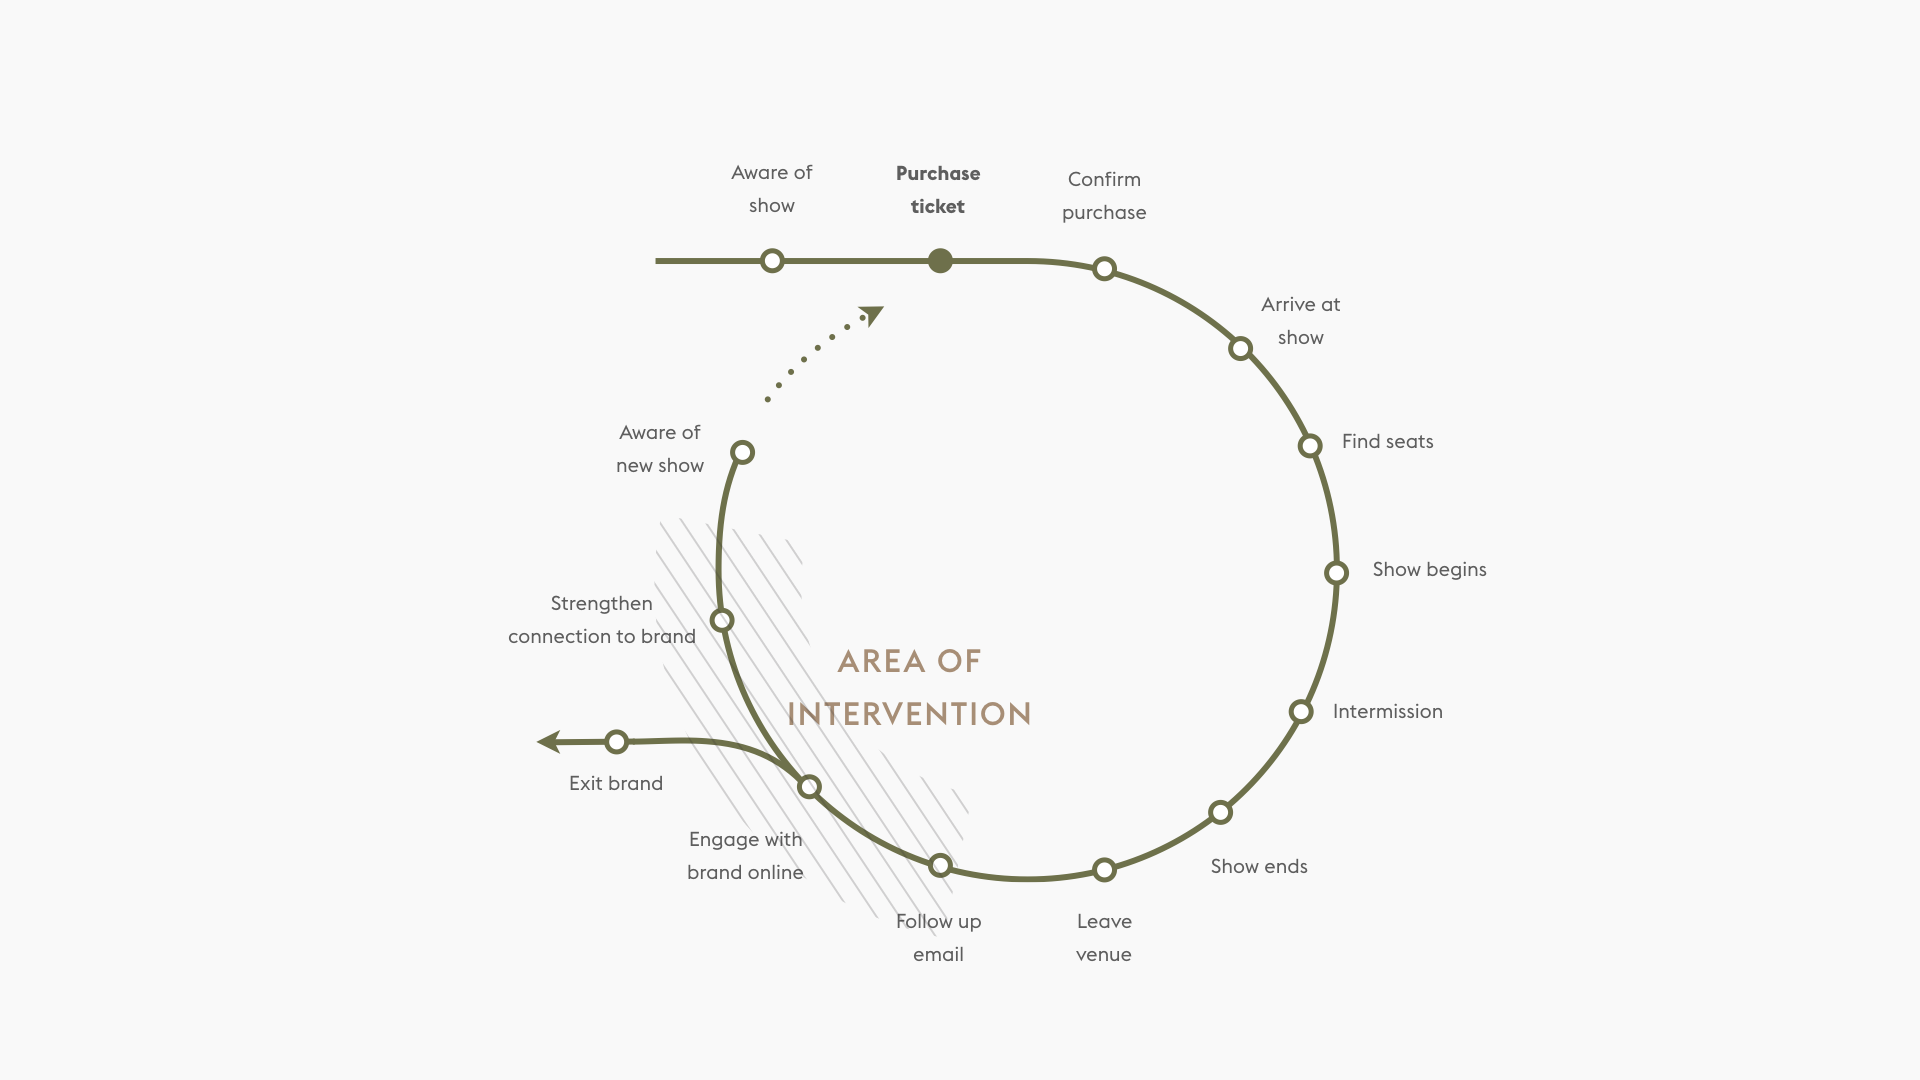 Aware of
show
Purchase
ticket
Confirm
purchase
Arrive at
show
Find seats
Show begins
Intermission
Show ends
Leave
venue
Follow up
email
Engage with
brand online
Exit brand
Strengthen
connection to brand
Aware of
new show
AREA OF
INTERVENTION